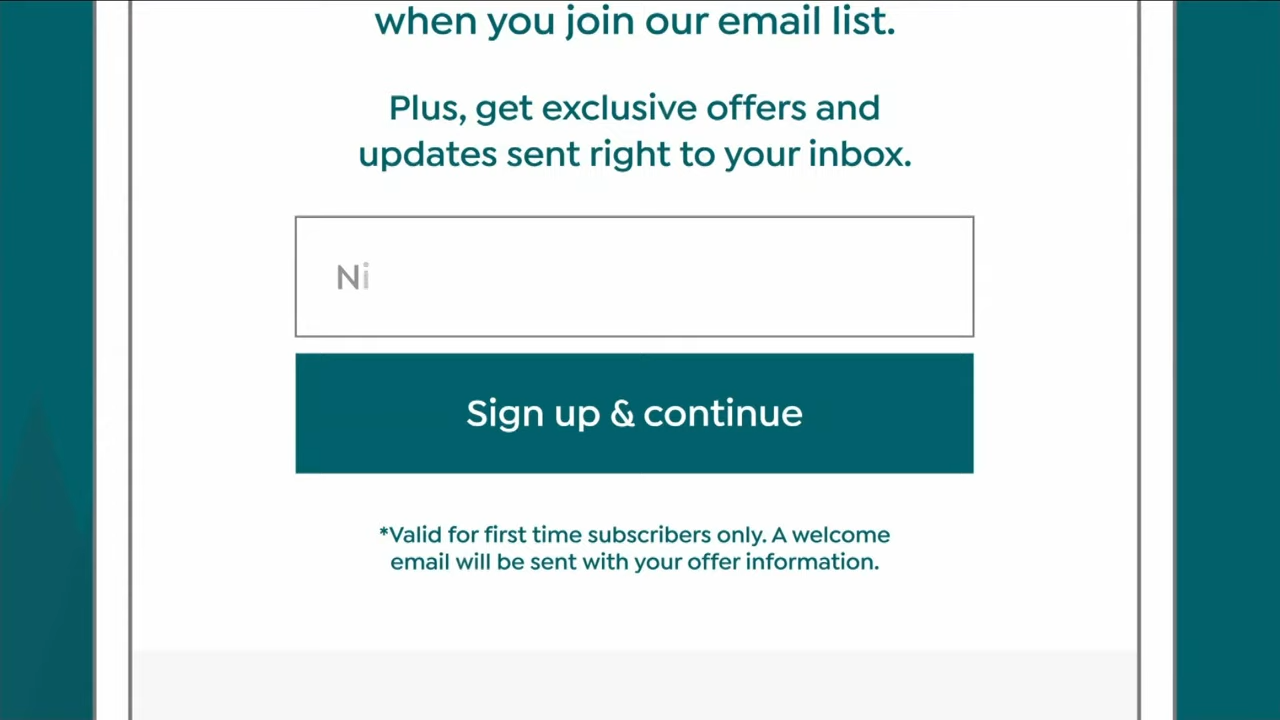 when you join our email list.
Plus, get exclusive offers and
updates sent right to your inbox.
Ni
Sign up & continue
*Valid for first time subscribers only. A welcome
email will be sent with your offer information.